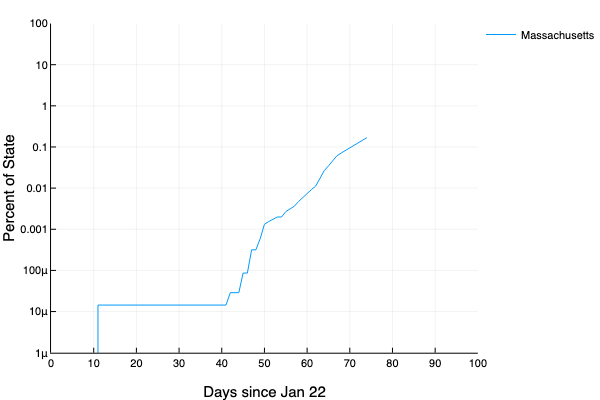 100
10
1
0.1
0.01
0.001
100µ
10µ
1µ
Percent of State
0 10 20 30 40 50 60 70 80 90 100
Days since Jan 22
Massachusetts